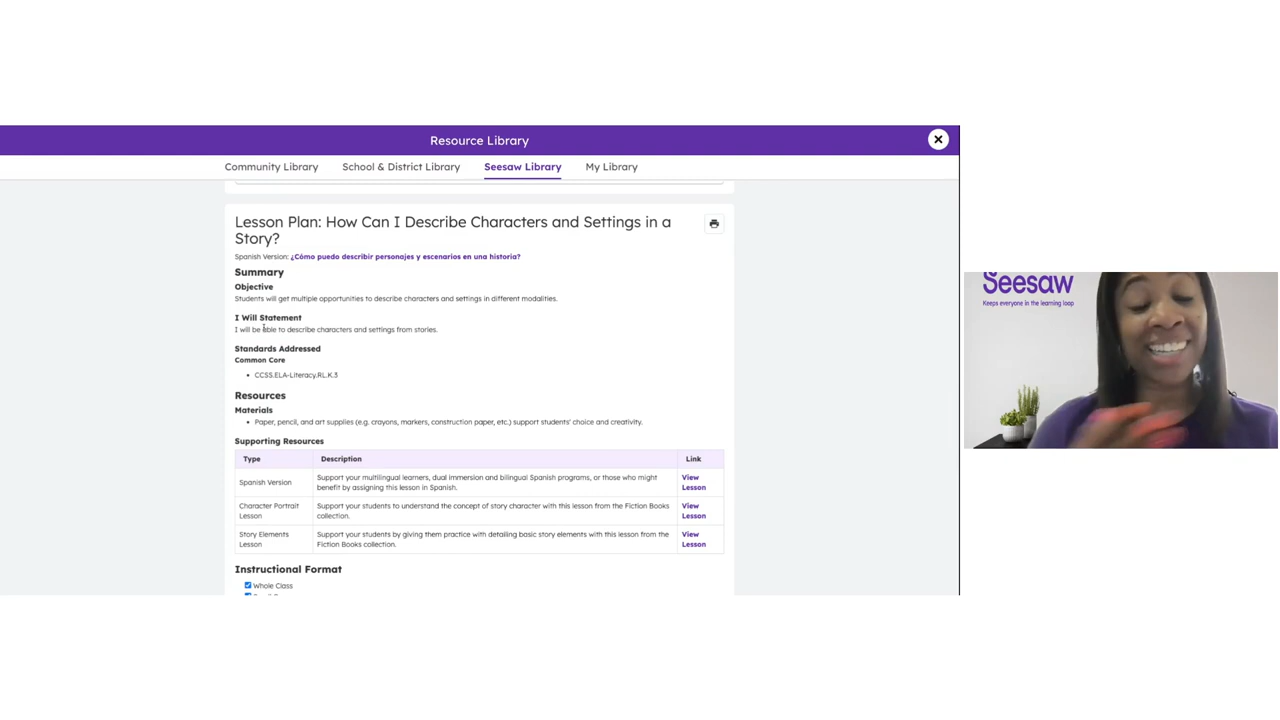 Resource Library
Community Library School & District Library Seesaw Library My Library
Lesson Plan: How Can I Describe Characters and Settings in a
Story?
Spanish Version: ¿Cómo puedo describir personajes y escenarios en una historia?
Summary
Objective
Students will get multiple opportunities to describe characters and settings in different modalities.
I Will Statement
I will be able to describe characters and settings from stories.
Standards Addressed
Common Core
• CCSS.ELA-Literacy.RL.K.3
Resources
Materials
• Paper, pencil, and art supplies (e.g. crayons, markers, construction paper, etc.) support students' choice and creativity.
Supporting Resources
Type Description Link
Spanish Version
Support your multilingual learners, dual immersion and bilingual Spanish programs, or those who might
benefit by assigning this lesson in Spanish.
View
Lesson
Character Portrait
Lesson
Support your students to understand the concept of story character with this lesson from the Fiction Books
collection.
View
Lesson
Story Elements
Lesson
Support your students by giving them practice with detailing basic story elements with this lesson from the
Fiction Books collection.
View
Lesson
Instructional Format
Whole Class
Seesaw
Keeps everyone in the learning loop